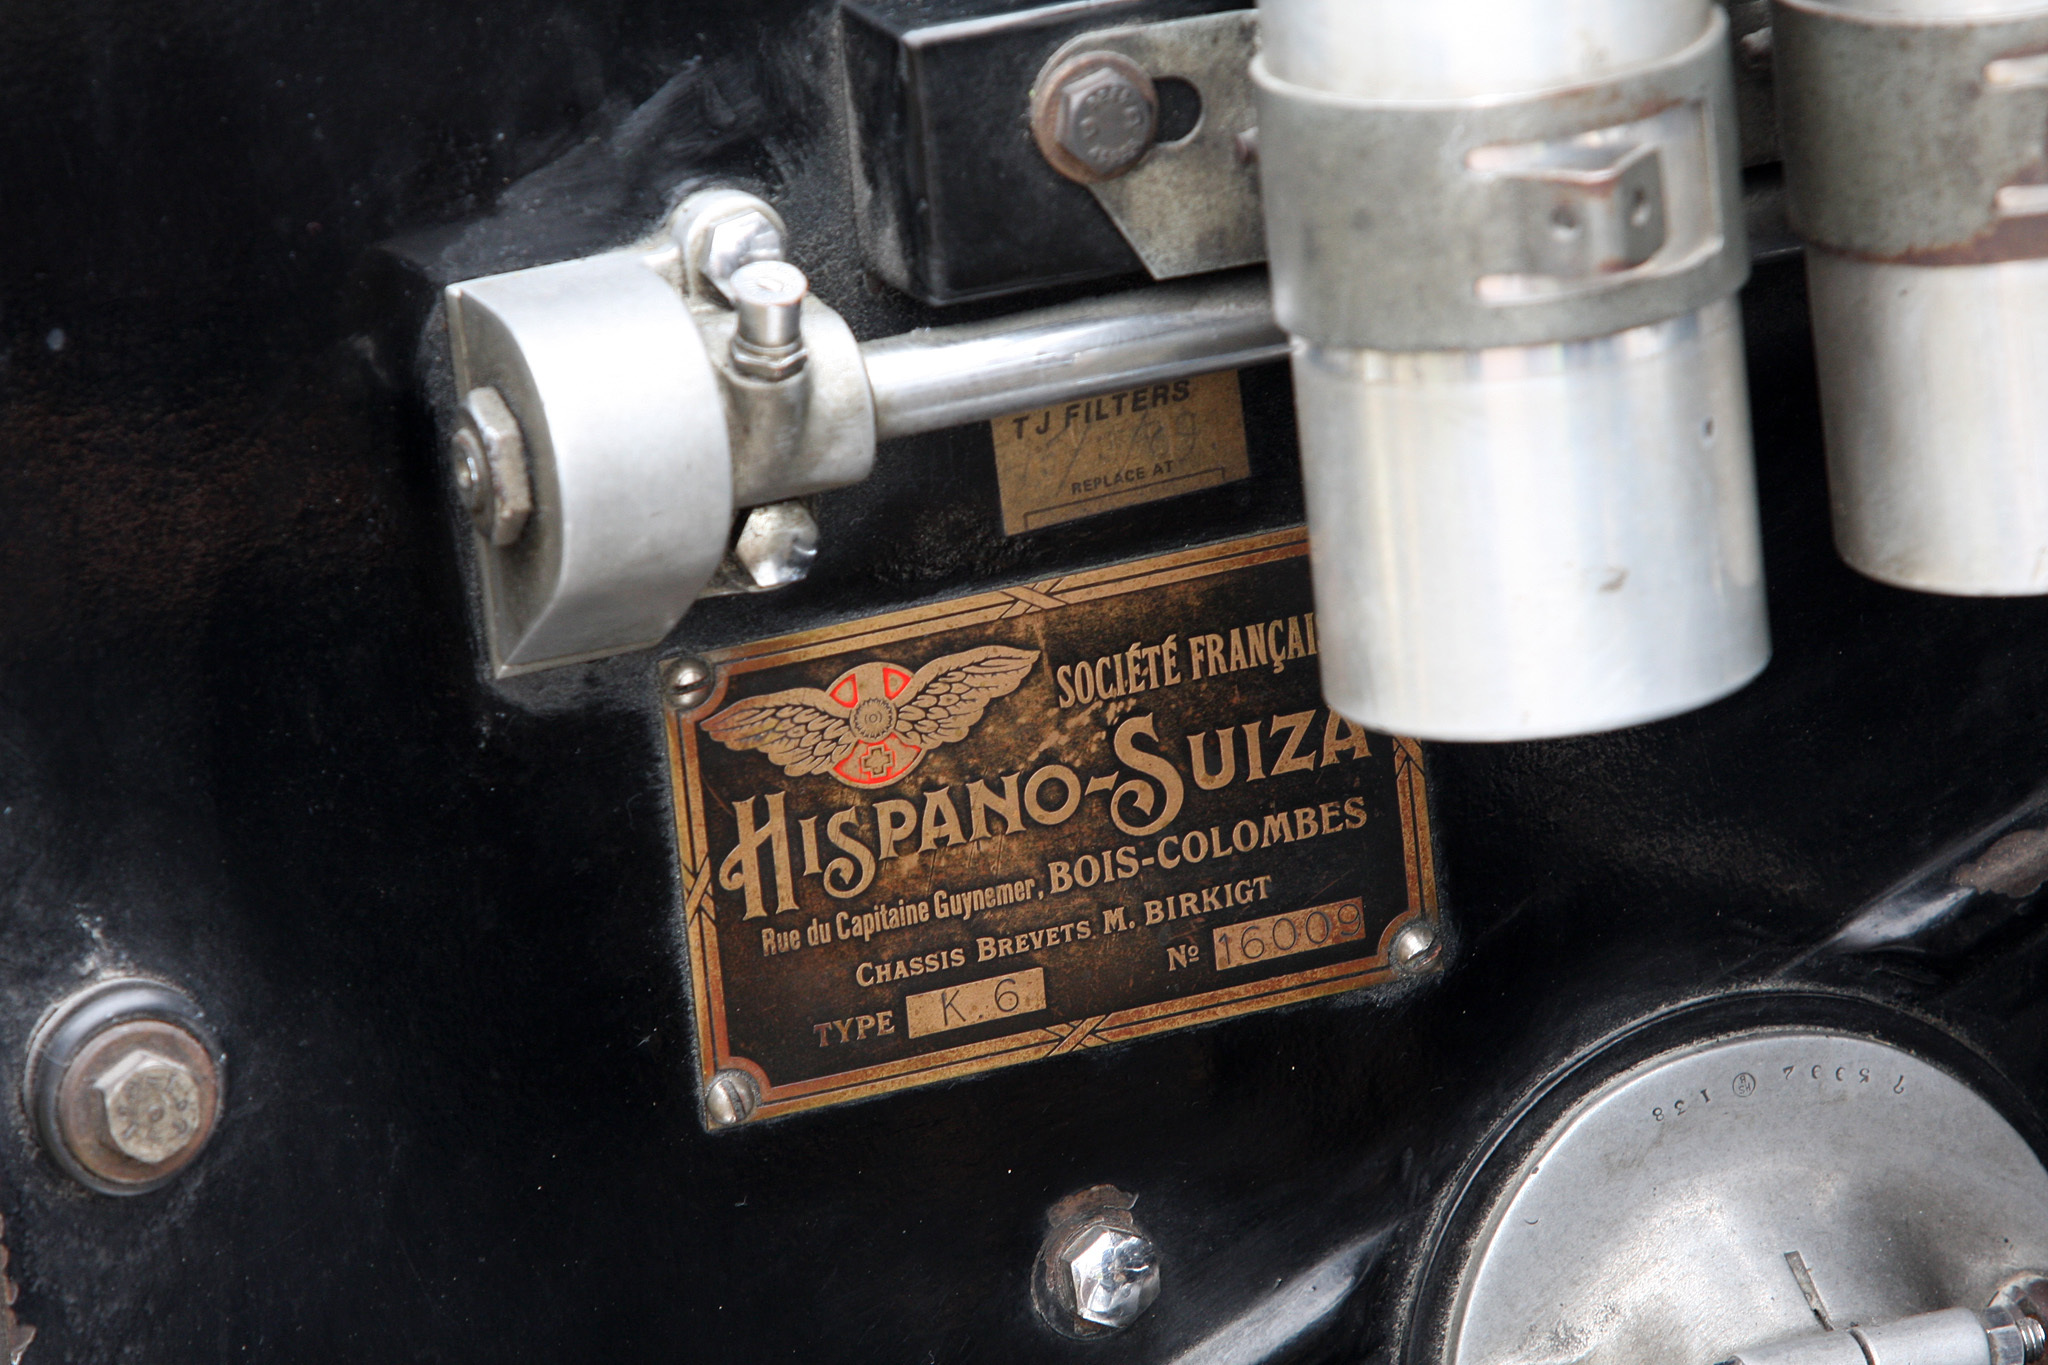 TJ FILTERS
REPLACE AT
SOCIÉTÉ FRANÇAI
HISPANO-SUIZA
Rue du Capitaine Guynemer, BOIS-COLOMBES
CHASSIS BREVETS M. BIRKIGT
TYPE K.6 Nº 16009